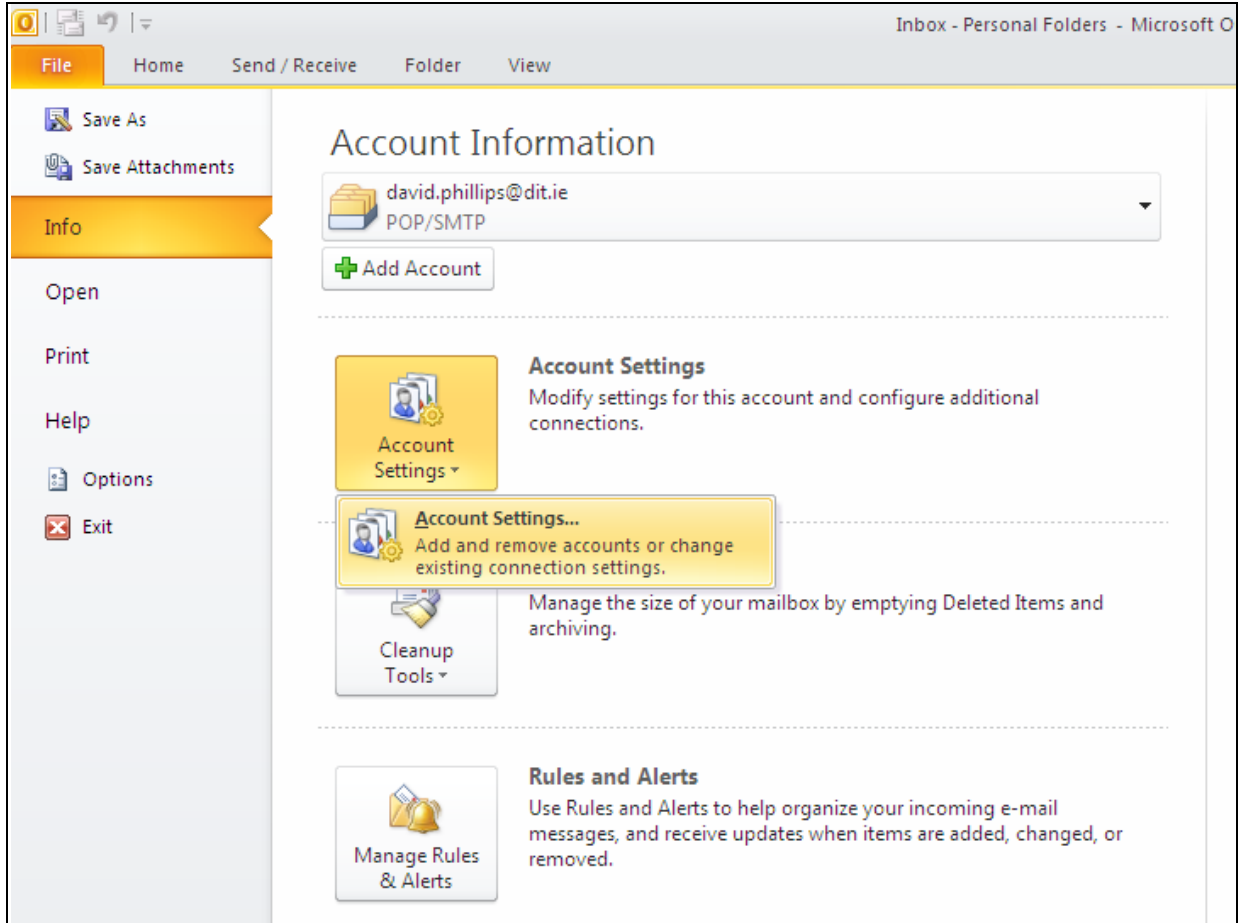 Inbox - Personal Folders - Microsoft O
File Home Send / Receive Folder View
Save As
Save Attachments
Info
Open
Print
Help
Options
Exit
Account Information
david.phillips@dit.ie
POP/SMTP
Add Account
Account
Settings
Account Settings
Modify settings for this account and configure additional
connections.
Account Settings...
Add and remove accounts or change
existing connection settings.
Cleanup
Tools
Manage the size of your mailbox by emptying Deleted Items and
archiving.
Manage Rules
& Alerts
Rules and Alerts
Use Rules and Alerts to help organize your incoming e-mail
messages, and receive updates when items are added, changed, or
removed.